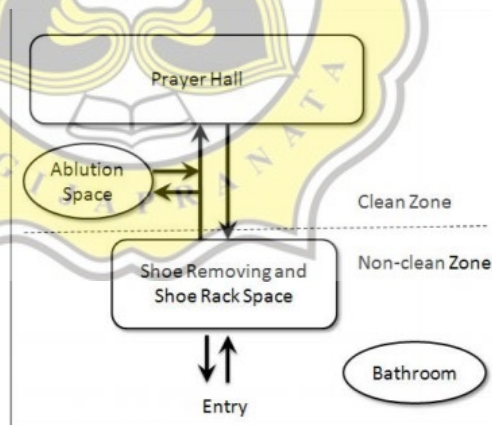 Prayer Hall
Ablution
Space
Clean Zone
Non-clean Zone
Shoe Removing and
Shoe Rack Space
Bathroom
Entry